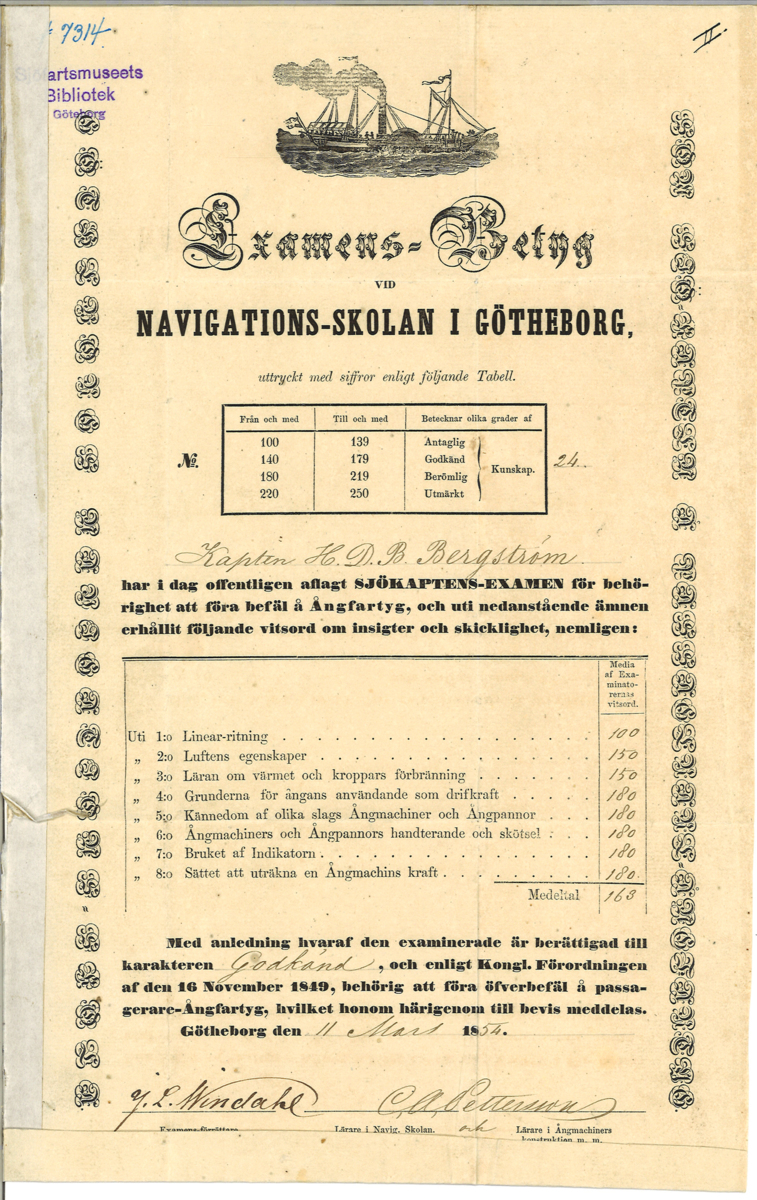 7314
II.
artsmuseets
Bibliotek
Göteborg
Examens-Betyg
VID
NAVIGATIONS-SKOLAN I GÖTHEBORG,
uttryckt med siffror enligt följande Tabell.
Från och med Till och med Betecknar olika grader af
100 139 Antaglig
140 179 Godkänd
180 219 Berömlig
220 250 Utmärkt
Kunskap.
No. 24.
Kapten H. D. B. Bergström
har i dag offentligen aflagt SJÖKAPTENS-EXAMEN för behö-
righet att föra befäl å Ångfartyg, och uti nedanstående ämnen
erhållit följande vitsord om insigter och skicklighet, nemligen:
Media
af Exa-
minato-
rernas
vitsord.
Uti 1:o Linear-ritning . . . . . . . . . . . . . . . 100
„ 2:o Luftens egenskaper . . . . . . . . . . . . . 150
„ 3:o Läran om värmet och kroppars förbränning . . . . . . 150
„ 4:o Grunderna för ångans användande som drifkraft . . . . . 180
„ 5:o Kännedom af olika slags Ångmachiner och Ångpannor . . . 180
„ 6:o Ångmachiners och Ångpannors handterande och skötsel . . . 180
„ 7:o Bruket af Indikatorn . . . . . . . . . . . . . 180
„ 8:o Sättet att uträkna en Ångmachins kraft . . . . . . . 180.
Medeltal 163
Med anledning hvaraf den examinerade är berättigad till
karakteren Godkänd, och enligt Kongl. Förordningen
af den 16 November 1849, behörig att föra öfverbefäl å passa-
gerare-Ångfartyg, hvilket honom härigenom till bevis meddelas.
Götheborg den 11 Mars 1854.
J. L. Windahl C A Pettersson
Examens-förrättare Lärare i Navig. Skolan. och Lärare i Ångmachiners
konstruktion m. m.